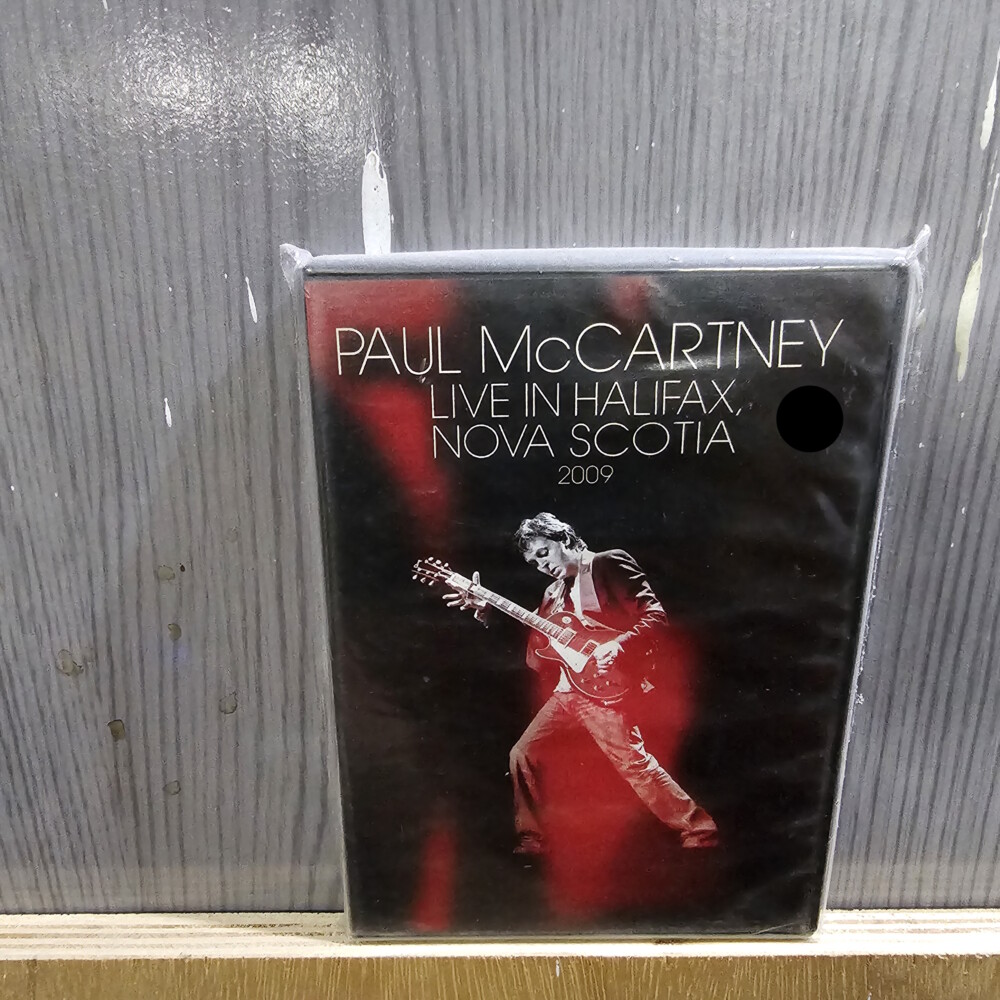 PAUL McCARTNEY
LIVE IN HALIFAX,
NOVA SCOTIA
2009